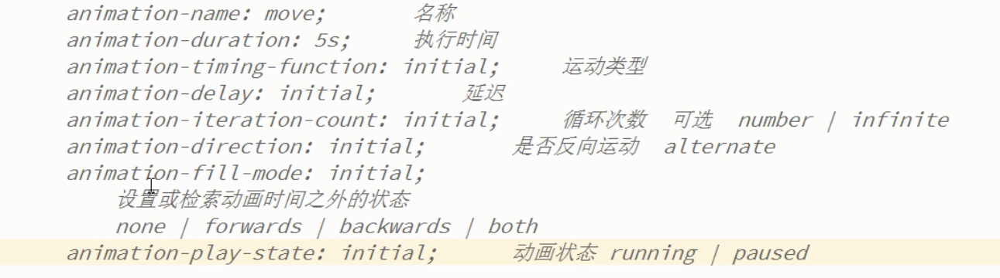 animation-name: move; 名称
animation-duration: 5s; 执行时间
animation-timing-function: initial; 运动类型
animation-delay: initial; 延迟
animation-iteration-count: initial; 循环次数 可选 number | infinite
animation-direction: initial; 是否反向运动 alternate
animation-fill-mode: initial;
设置或检索动画时间之外的状态
none | forwards | backwards | both
animation-play-state: initial; 动画状态 running | paused